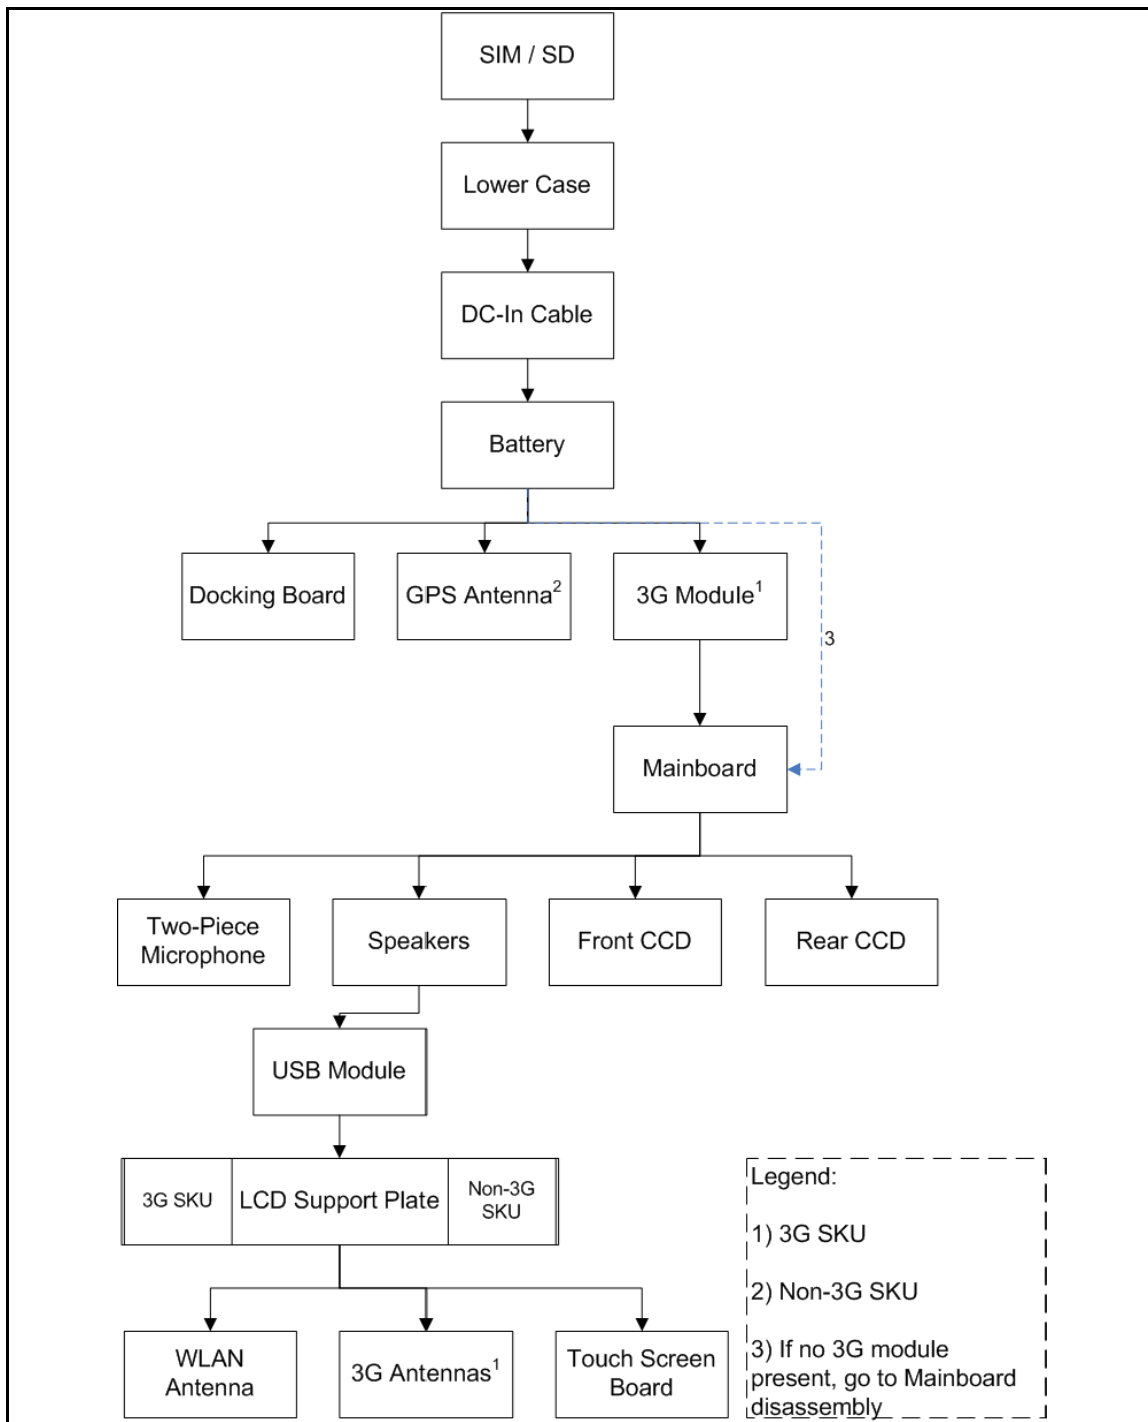 SIM / SD
Lower Case
DC-In Cable
Battery
Docking Board
GPS Antenna2
3G Module1
3
Mainboard
Two-Piece
Microphone
Speakers
Front CCD
Rear CCD
USB Module
3G SKU
LCD Support Plate
Non-3G
SKU
WLAN
Antenna
3G Antennas1
Touch Screen
Board
Legend:
1) 3G SKU
2) Non-3G SKU
3) If no 3G module
present, go to Mainboard
disassembly